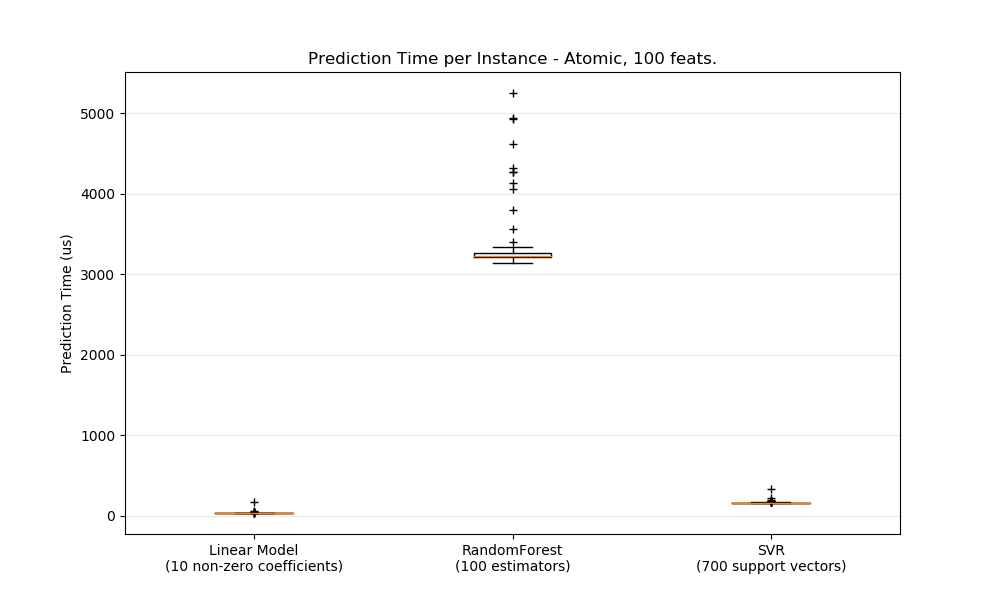 Prediction Time per Instance - Atomic, 100 feats.
Prediction Time (us)
5000
4000
3000
2000
1000
0
Linear Model
(10 non-zero coefficients)
RandomForest
(100 estimators)
SVR
(700 support vectors)